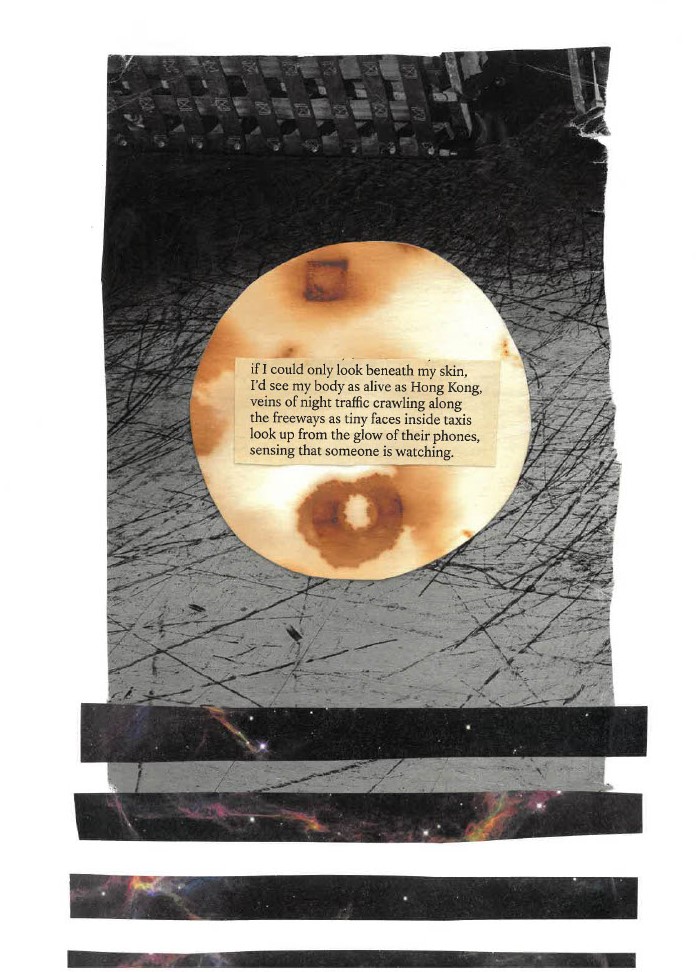 if I could only look beneath my skin,
I'd see my body as alive as Hong Kong,
veins of night traffic crawling along
the freeways as tiny faces inside taxis
look up from the glow of their phones,
sensing that someone is watching.